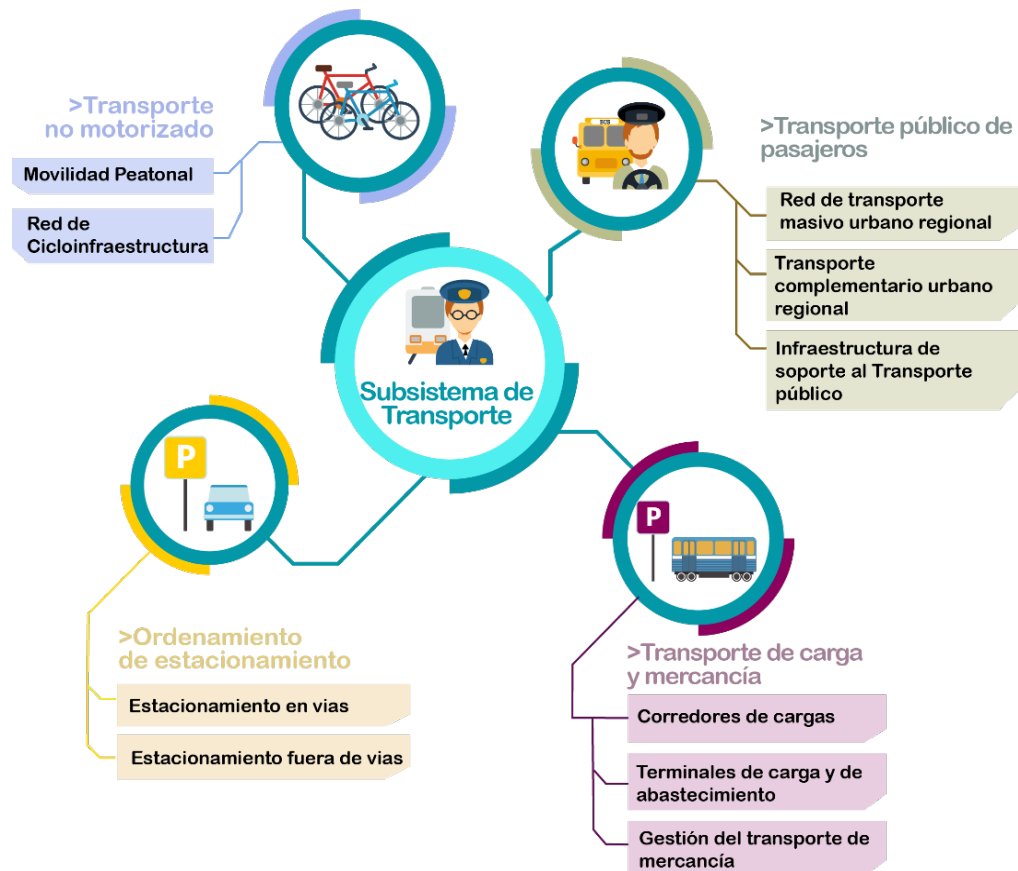 >Transporte
no motorizado
Movilidad Peatonal
Red de
Cicloinfraestructura
>Transporte público de
pasajeros
Red de transporte
masivo urbano regional
Transporte
complementario urbano
regional
Infraestructura de
soporte al Transporte
público
Subsistema de
Transporte
P
>Ordenamiento
de estacionamiento
Estacionamiento en vias
Estacionamiento fuera de vias
P
>Transporte de carga
y mercancía
Corredores de cargas
Terminales de carga y de
abastecimiento
Gestión del transporte de
mercancía